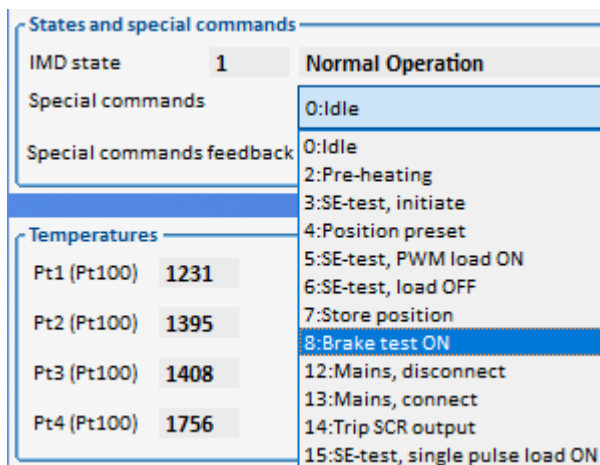 States and special commands
IMD state 1 Normal Operation
Special commands 0:Idle
Special commands feedback
0:Idle
2:Pre-heating
3:SE-test, initiate
4:Position preset
5:SE-test, PWM load ON
6:SE-test, load OFF
7:Store position
8:Brake test ON
12:Mains, disconnect
13:Mains, connect
14:Trip SCR output
15:SE-test, single pulse load ON
Temperatures
Pt1 (Pt100) 1231
Pt2 (Pt100) 1395
Pt3 (Pt100) 1408
Pt4 (Pt100) 1756